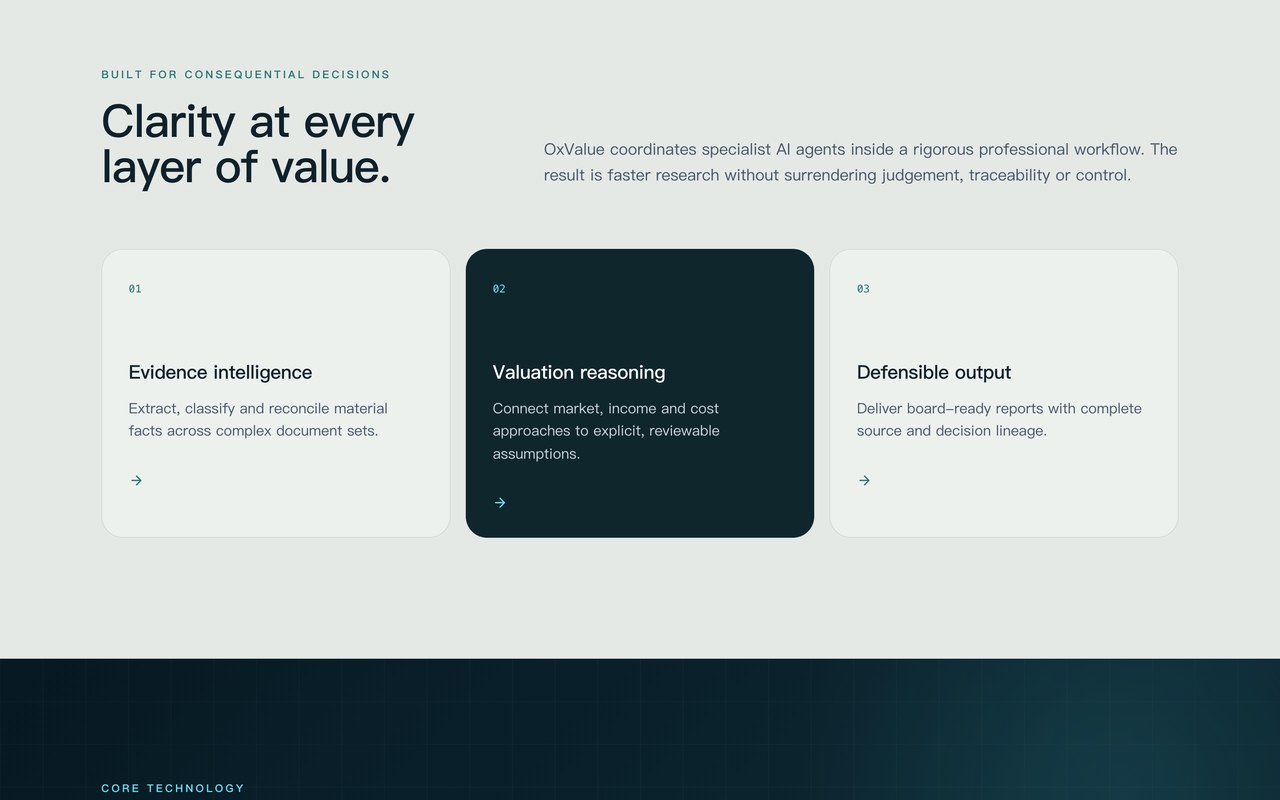 BUILT FOR CONSEQUENTIAL DECISIONS
Clarity at every
layer of value.
OxValue coordinates specialist AI agents inside a rigorous professional workflow. The
result is faster research without surrendering judgement, traceability or control.
01
Evidence intelligence
Extract, classify and reconcile material
facts across complex document sets.
→
02
Valuation reasoning
Connect market, income and cost
approaches to explicit, reviewable
assumptions.
→
03
Defensible output
Deliver board–ready reports with complete
source and decision lineage.
→
CORE TECHNOLOGY